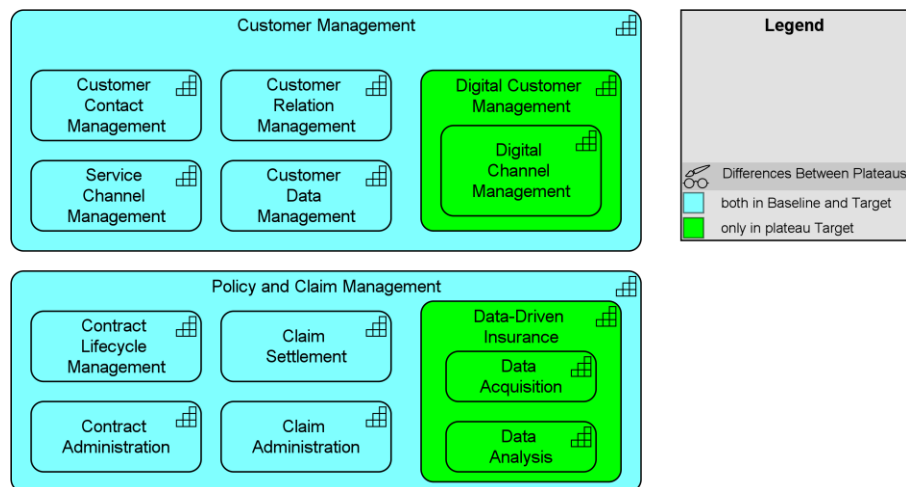 Customer Management
Customer
Contact
Management
Customer
Relation
Management
Digital Customer
Management
Service
Channel
Management
Customer
Data
Management
Digital
Channel
Management
Policy and Claim Management
Contract
Lifecycle
Management
Claim
Settlement
Data-Driven
Insurance
Data
Acquisition
Contract
Administration
Claim
Administration
Data
Analysis
Legend
Differences Between Plateaus
both in Baseline and Target
only in plateau Target